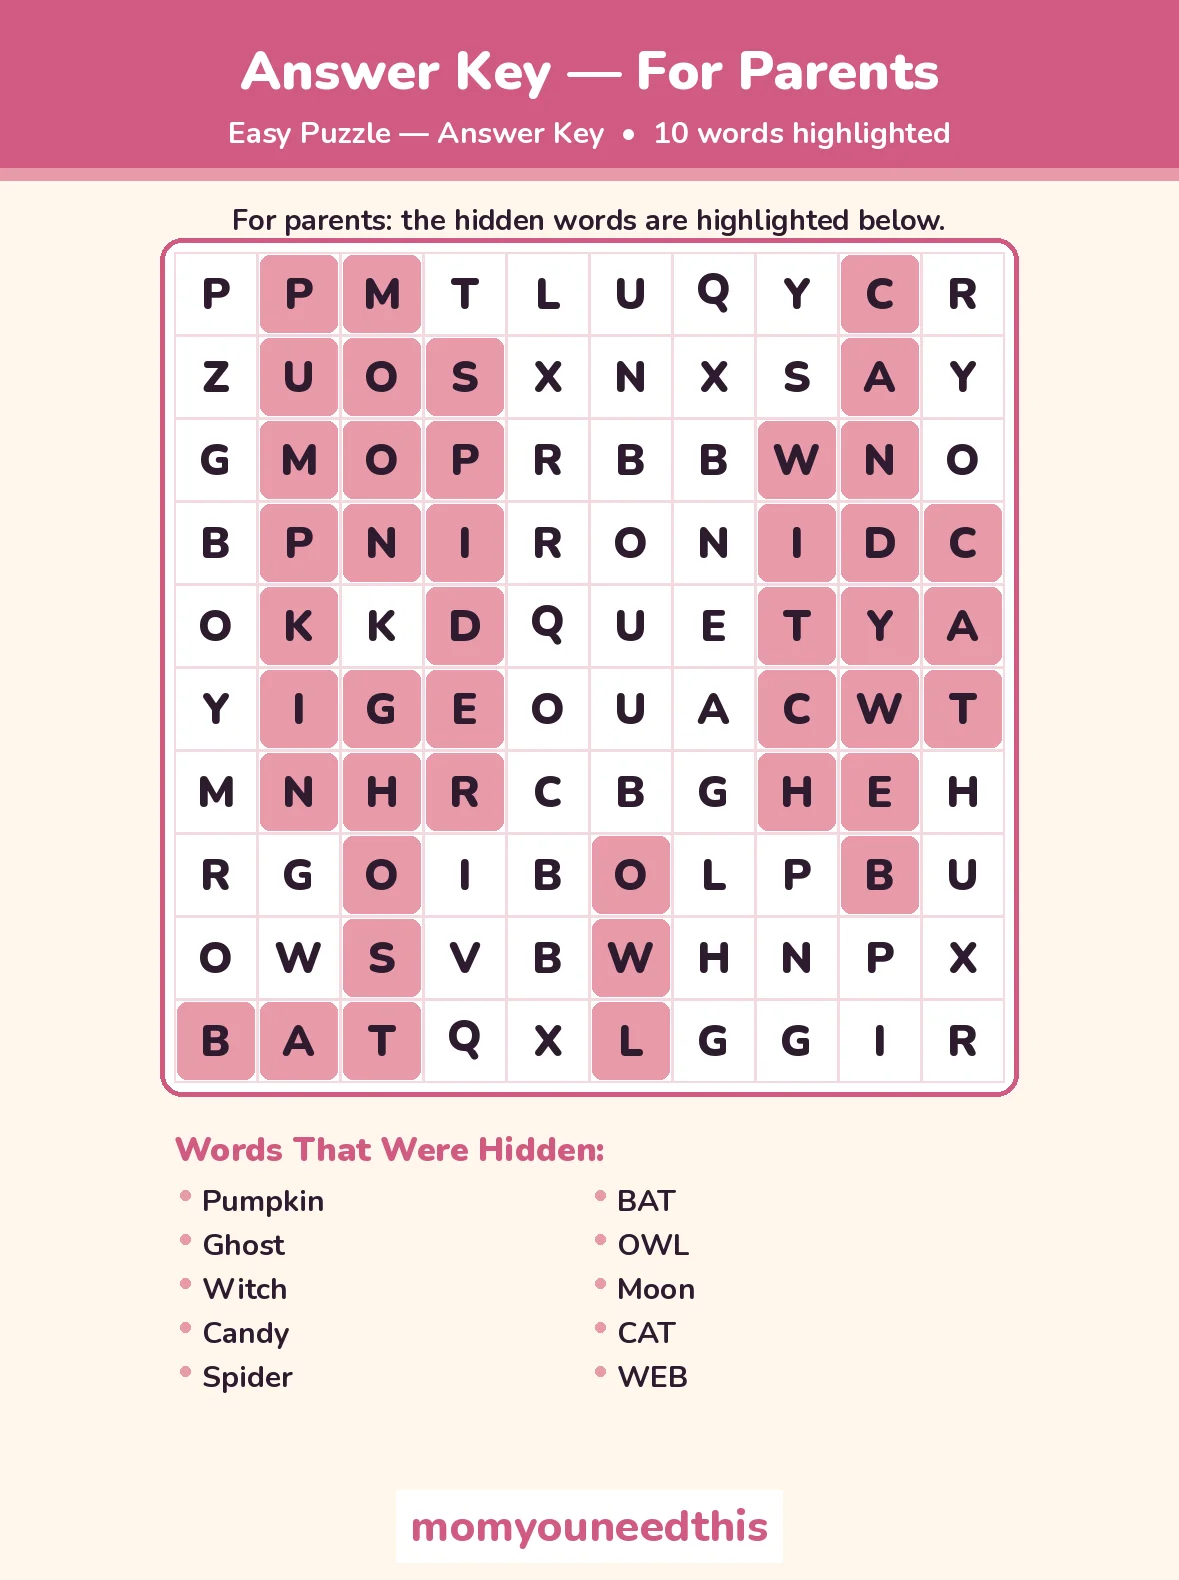 Answer Key — For Parents
Easy Puzzle — Answer Key • 10 words highlighted
For parents: the hidden words are highlighted below.
P P M T L U Q Y C R
Z U O S X N X S A Y
G M O P R B B W N O
B P N I R O N I D C
O K K D Q U E T Y A
Y I G E O U A C W T
M N H R C B G H E H
R G O I B O L P B U
O W S V B W H N P X
B A T Q X L G G I R
Words That Were Hidden:
• Pumpkin
• Ghost
• Witch
• Candy
• Spider
• BAT
• OWL
• Moon
• CAT
• WEB
momyouneedthis